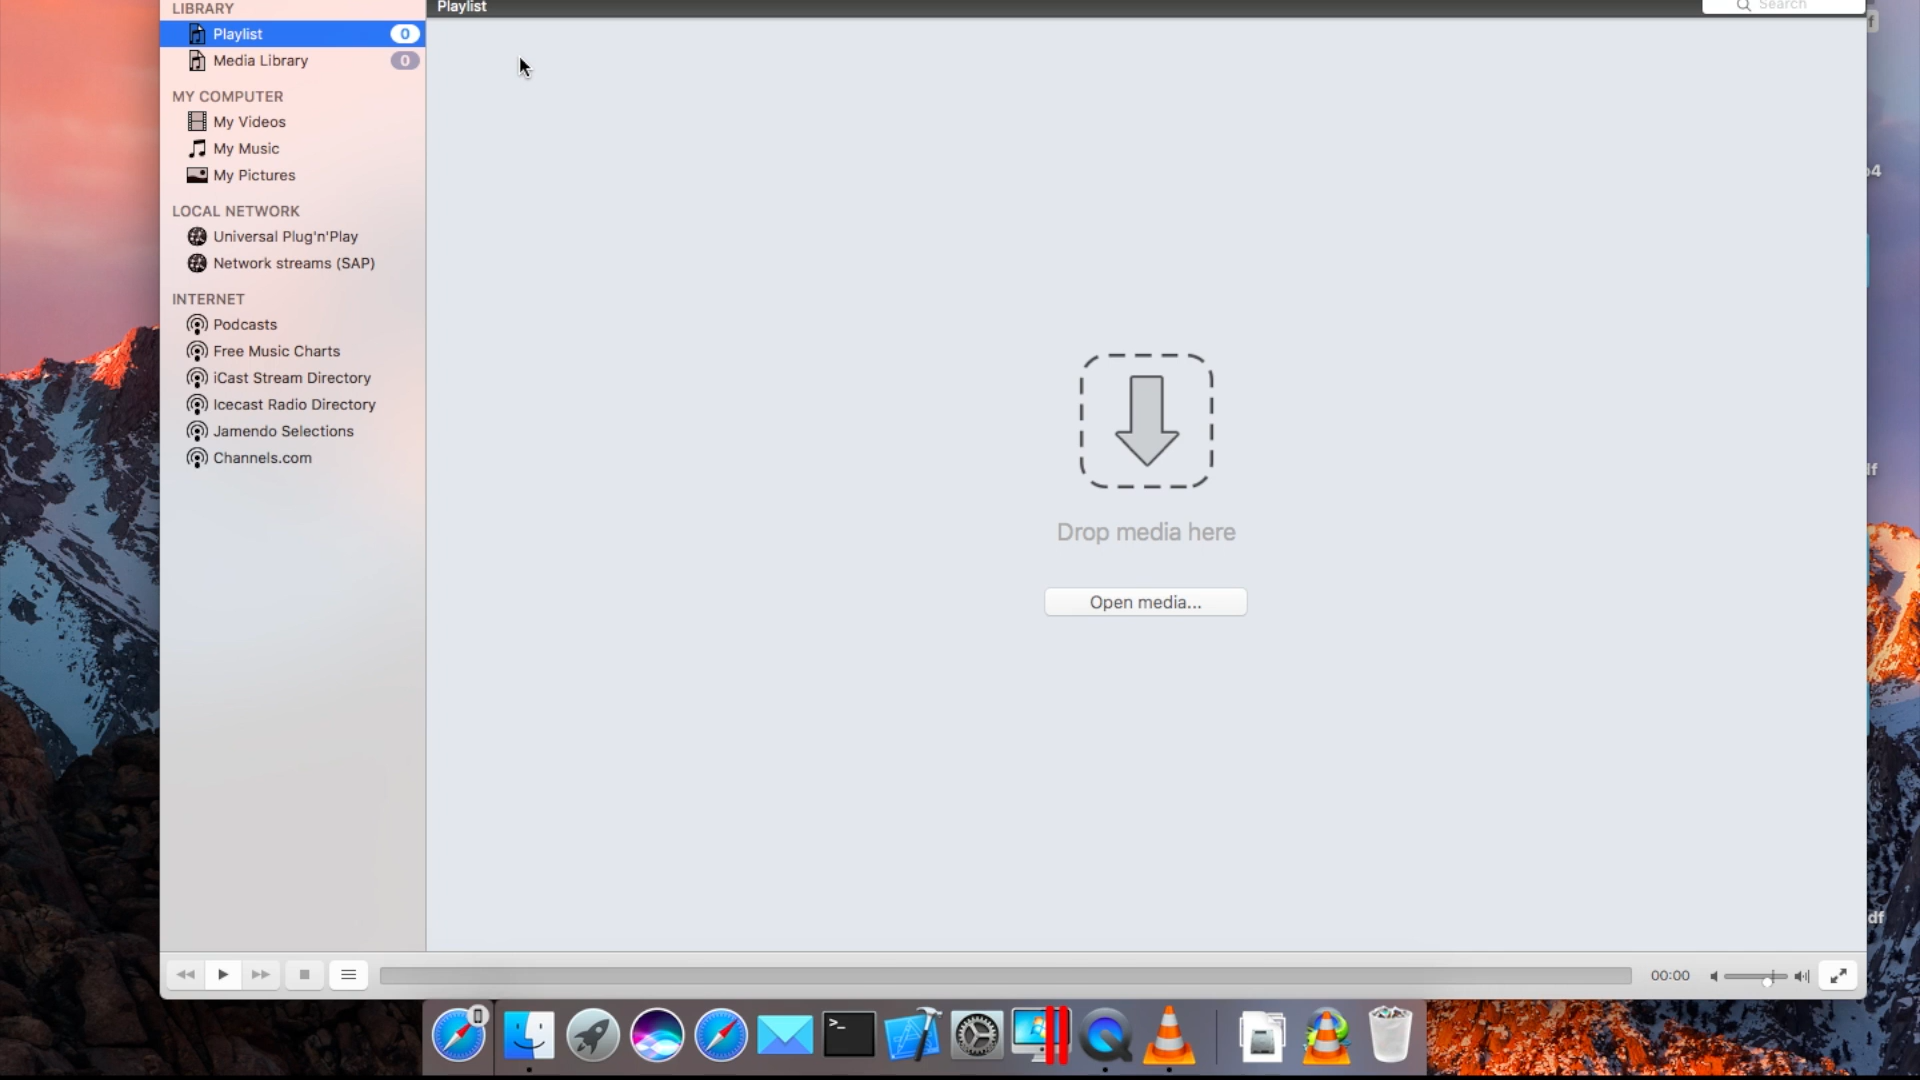 LIBRARY
Playlist
Search
Playlist 0
Media Library 0
MY COMPUTER
My Videos
My Music
My Pictures
LOCAL NETWORK
Universal Plug'n'Play
Network streams (SAP)
INTERNET
Podcasts
Free Music Charts
iCast Stream Directory
Icecast Radio Directory
Jamendo Selections
Channels.com
Drop media here
Open media...
00:00